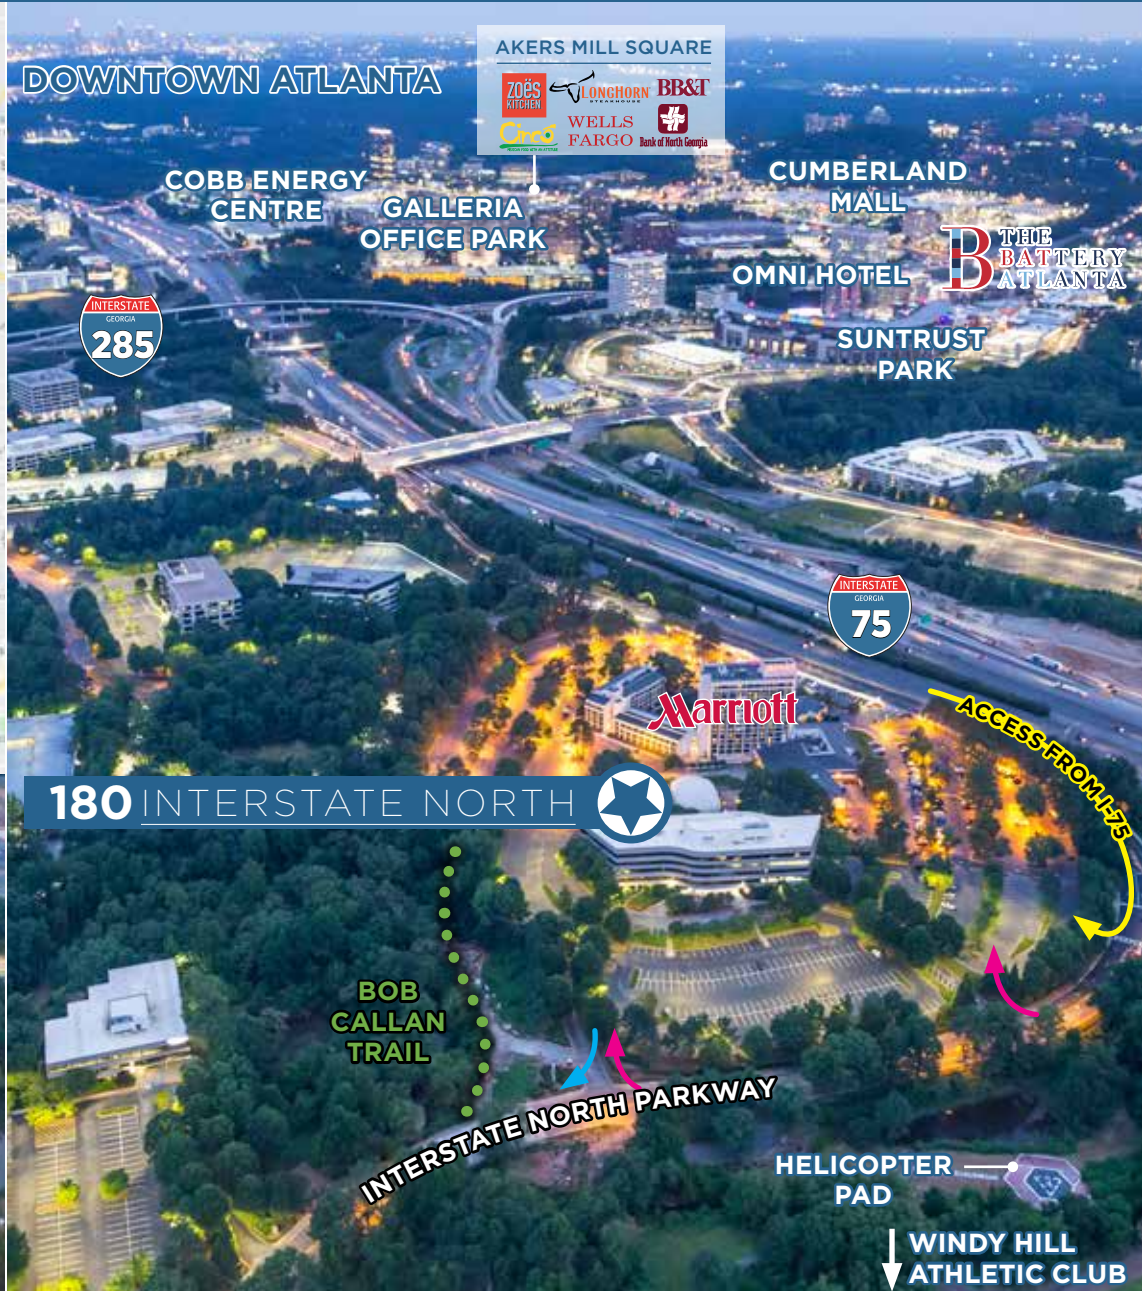 DOWNTOWN ATLANTA
AKERS MILL SQUARE
ZOËS
KITCHEN
LONGHORN
STEAKHOUSE
BB&T
Cinco
WELLS
FARGO
Bank of North Georgia
COBB ENERGY
CENTRE
GALLERIA
OFFICE PARK
CUMBERLAND
MALL
OMNI HOTEL
B THE
BATTERY
ATLANTA
SUNTRUST
PARK
INTERSTATE
GEORGIA
285
INTERSTATE
GEORGIA
75
Marriott
ACCESS FROM I-75
180 INTERSTATE NORTH
BOB
CALLAN
TRAIL
INTERSTATE NORTH PARKWAY
HELICOPTER
PAD
WINDY HILL
ATHLETIC CLUB